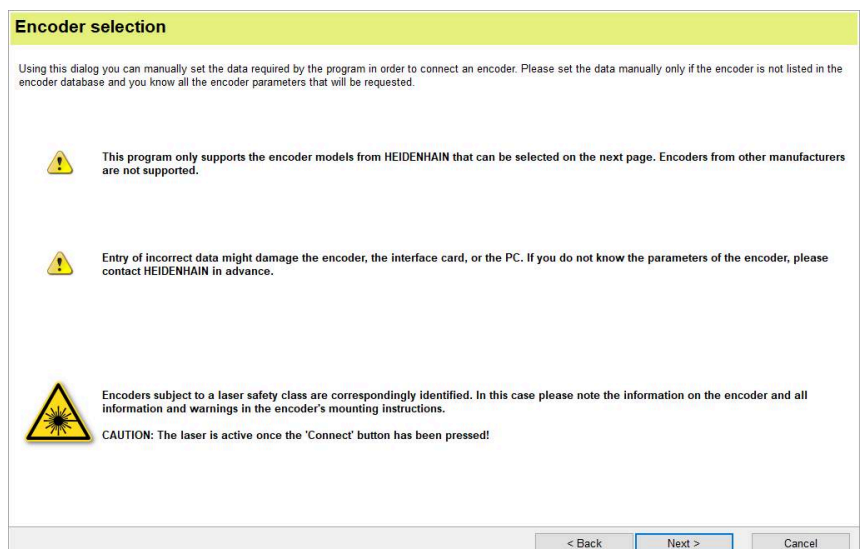 Encoder selection
Using this dialog you can manually set the data required by the program in order to connect an encoder. Please set the data manually only if the encoder is not listed in the
encoder database and you know all the encoder parameters that will be requested.
This program only supports the encoder models from HEIDENHAIN that can be selected on the next page. Encoders from other manufacturers
are not supported.
Entry of incorrect data might damage the encoder, the interface card, or the PC. If you do not know the parameters of the encoder, please
contact HEIDENHAIN in advance.
Encoders subject to a laser safety class are correspondingly identified. In this case please note the information on the encoder and all
information and warnings in the encoder's mounting instructions.
CAUTION: The laser is active once the 'Connect' button has been pressed!
< Back Next > Cancel